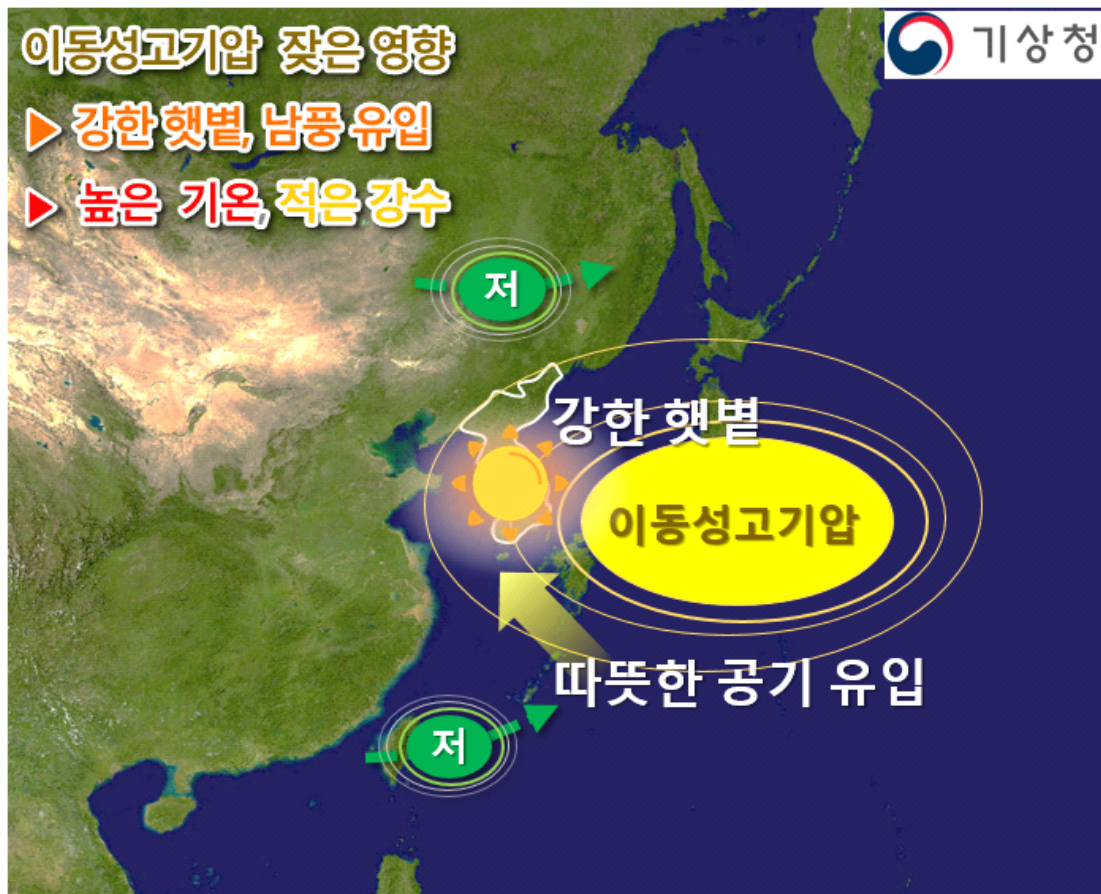 이동성고기압 잦은 영향
기상청
▶ 강한 햇볕, 남풍 유입
▶ 높은 기온, 적은 강수
저
강한 햇볕
이동성고기압
따뜻한 공기 유입
저